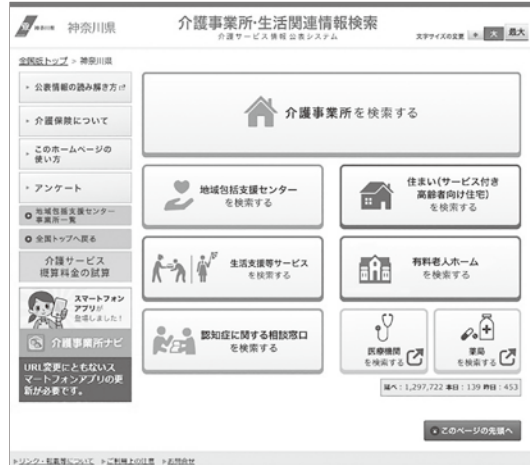 神奈川県
介護事業所・生活関連情報検索
介護サービス情報公表システム
文字サイズの変更
大
最大
全国版トップ > 神奈川県
公表情報の読み解き方
介護保険について
このホームページの
使い方
アンケート
地域包括支援センター
事業所一覧
全国トップへ戻る
介護サービス
概算料金の試算
スマートフォン
アプリが
登場しました!
介護事業所ナビ
URL変更にともないス
マートフォンアプリの更
新が必要です。
介護事業所を検索する
地域包括支援センター
を検索する
住まい(サービス付き
高齢者向け住宅)
を検索する
生活支援等サービス
を検索する
有料老人ホーム
を検索する
認知症に関する相談窓口
を検索する
医療機関
を検索する
薬局
を検索する
延べ:1,297,722 本日:139 昨日:453
このページの先頭へ
リンク・転載等について
ご利用上の注意
お問合せ